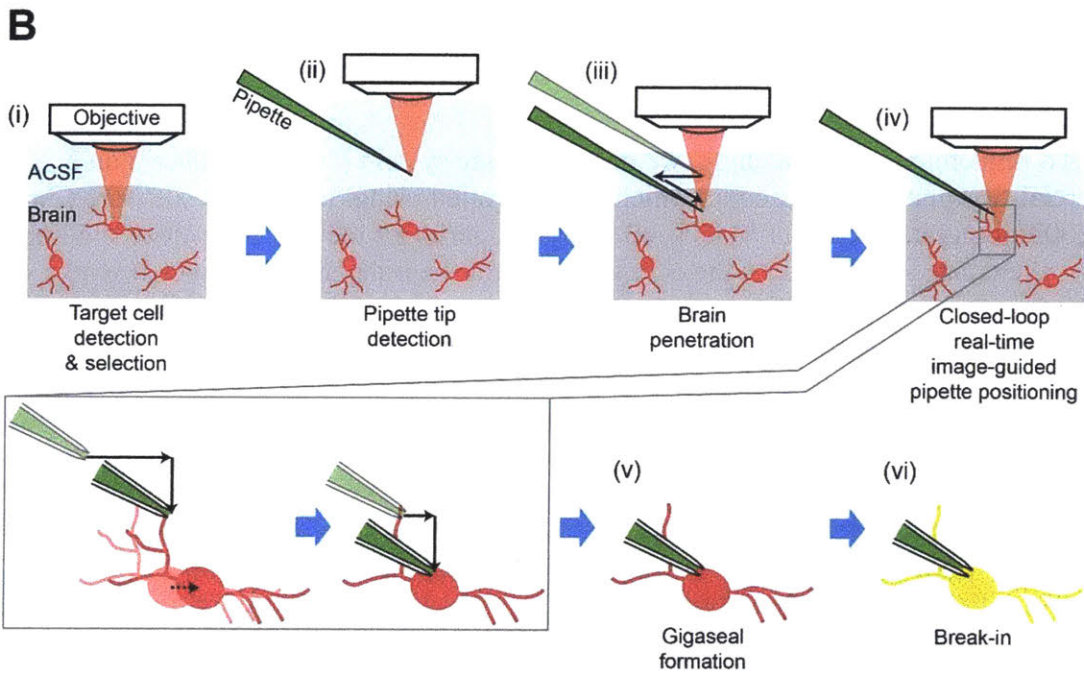 B
(i)
Objective
ACSF
Brain
Target cell
detection
& selection
(ii)
Pipette
Pipette tip
detection
(iii)
Brain
penetration
(iv)
Closed-loop
real-time
image-guided
pipette positioning
(v)
Gigaseal
formation
(vi)
Break-in